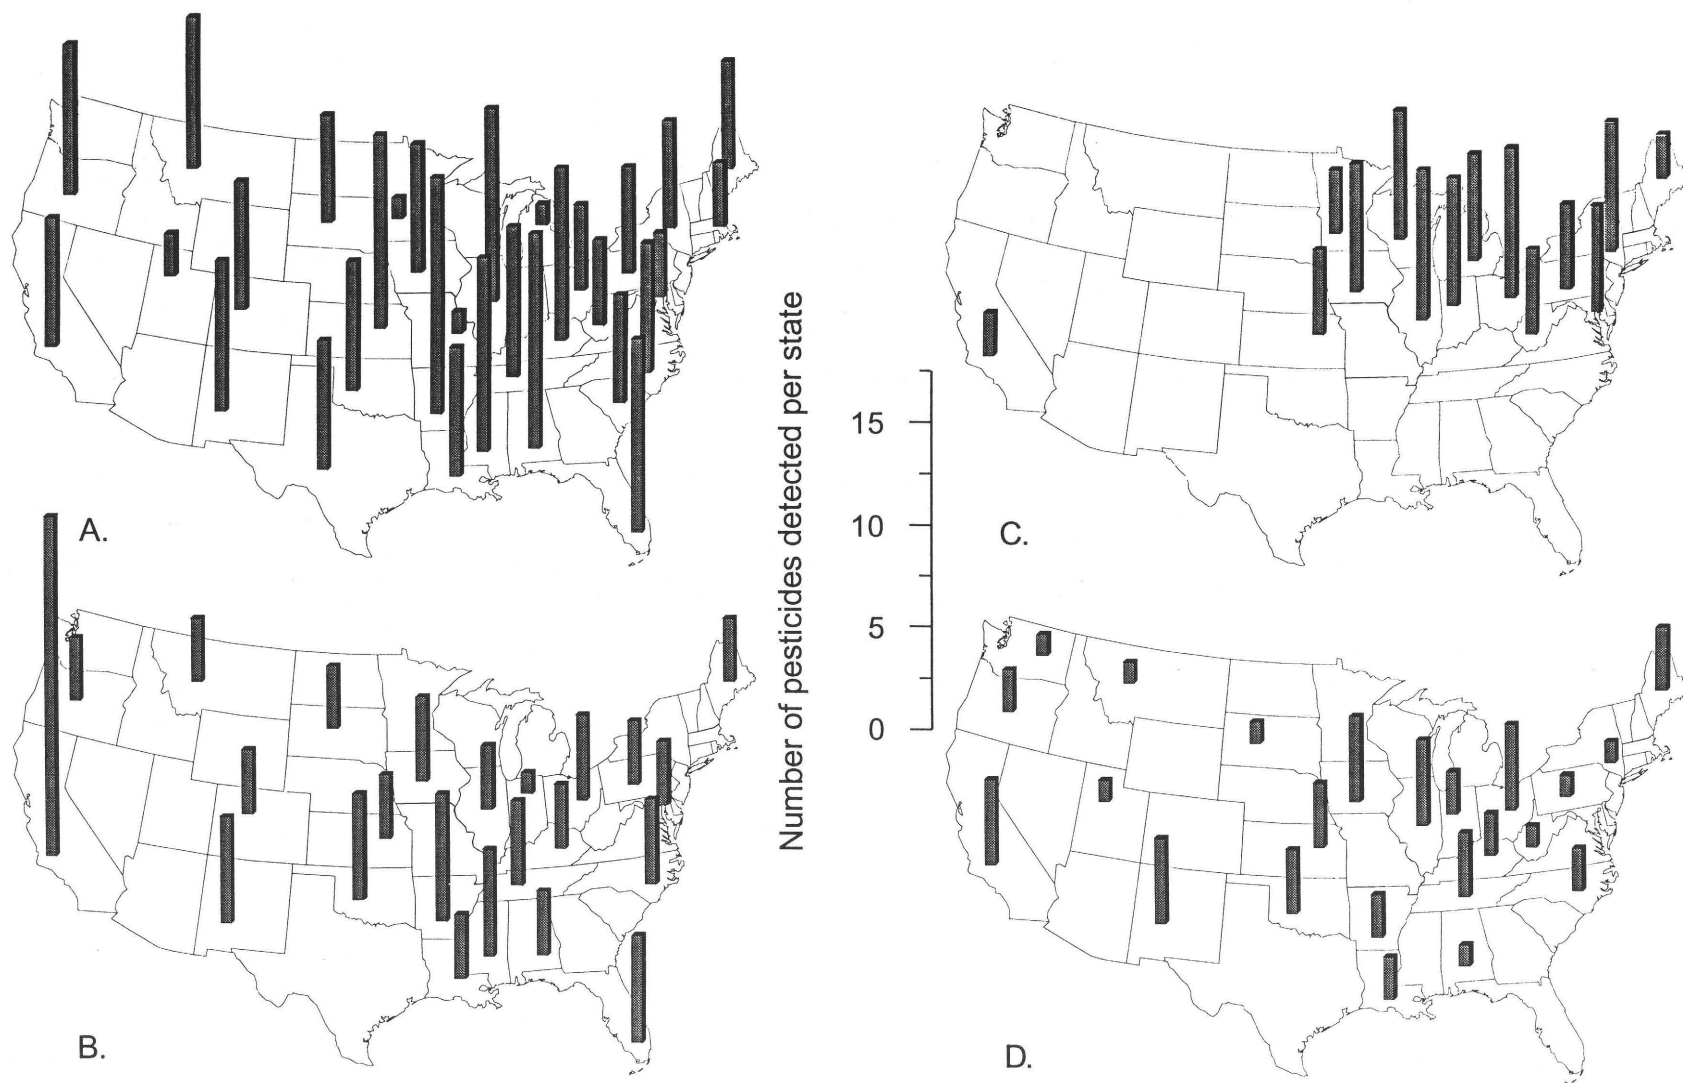 A.
B.
Number of pesticides detected per state
15
10
5
0
C.
D.